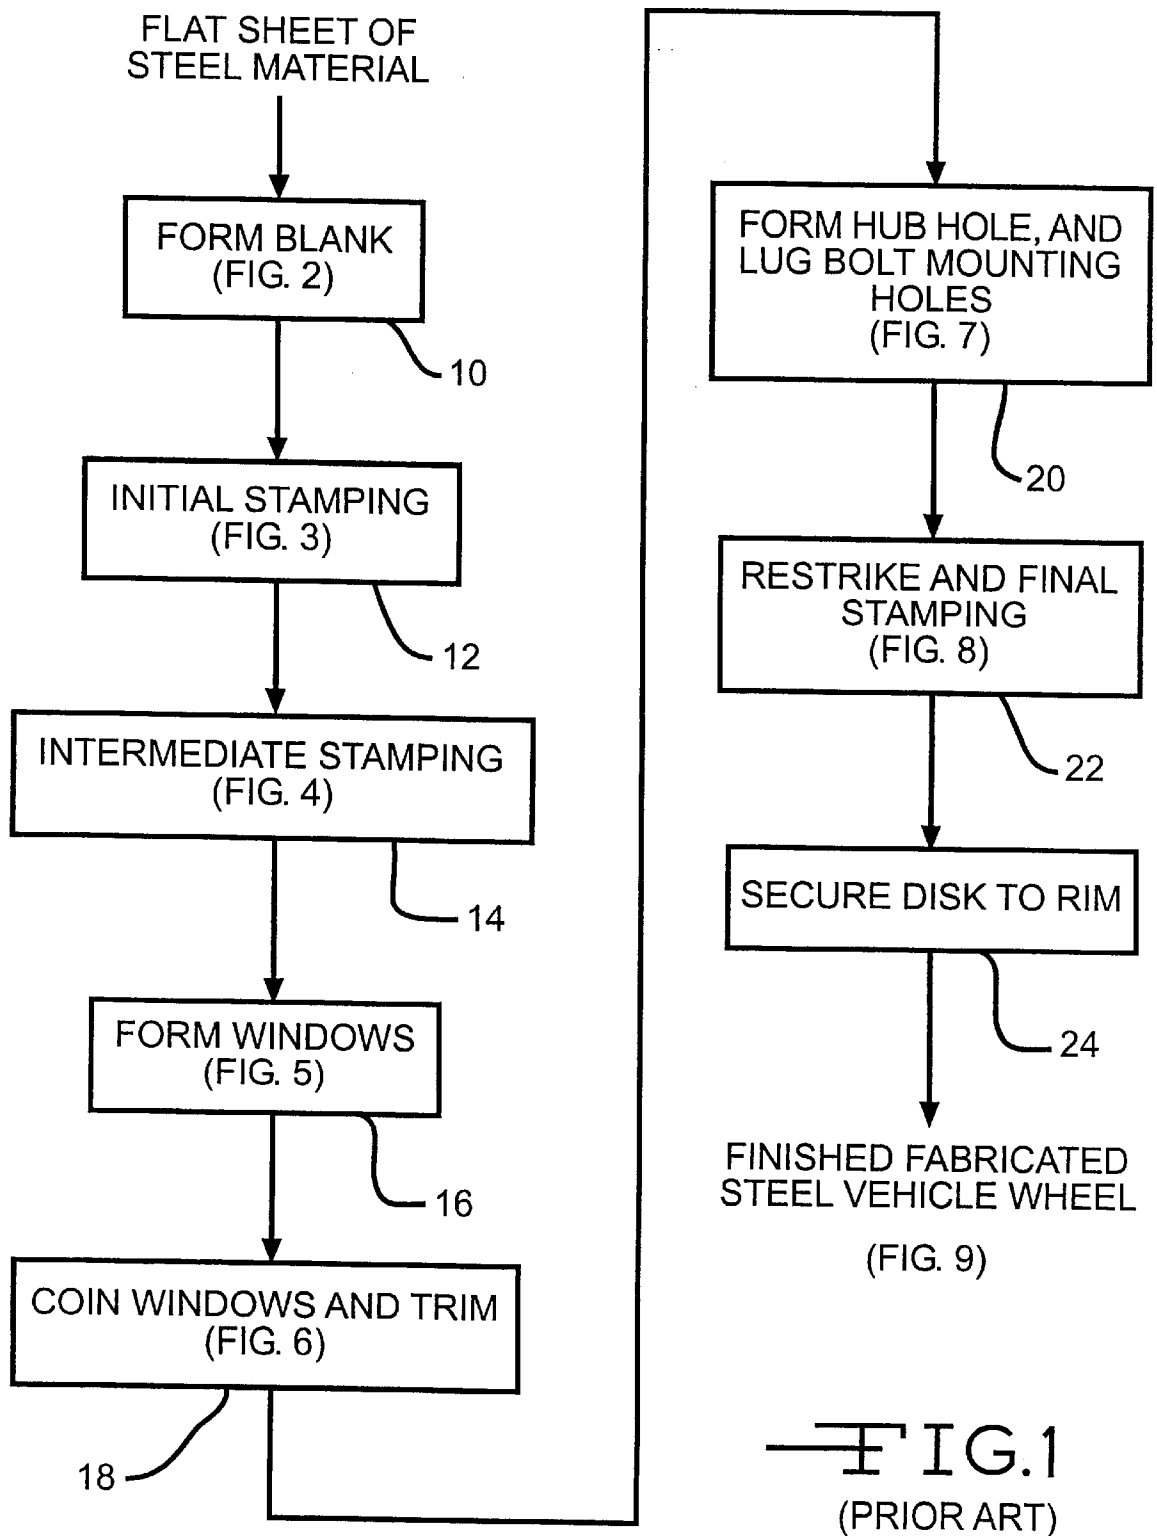 FLAT SHEET OF
STEEL MATERIAL
FORM BLANK
(FIG. 2)
10
INITIAL STAMPING
(FIG. 3)
12
INTERMEDIATE STAMPING
(FIG. 4)
14
FORM WINDOWS
(FIG. 5)
16
COIN WINDOWS AND TRIM
(FIG. 6)
18
FORM HUB HOLE, AND
LUG BOLT MOUNTING
HOLES
(FIG. 7)
20
RESTRIKE AND FINAL
STAMPING
(FIG. 8)
22
SECURE DISK TO RIM
24
FINISHED FABRICATED
STEEL VEHICLE WHEEL
(FIG. 9)
FIG.1
(PRIOR ART)